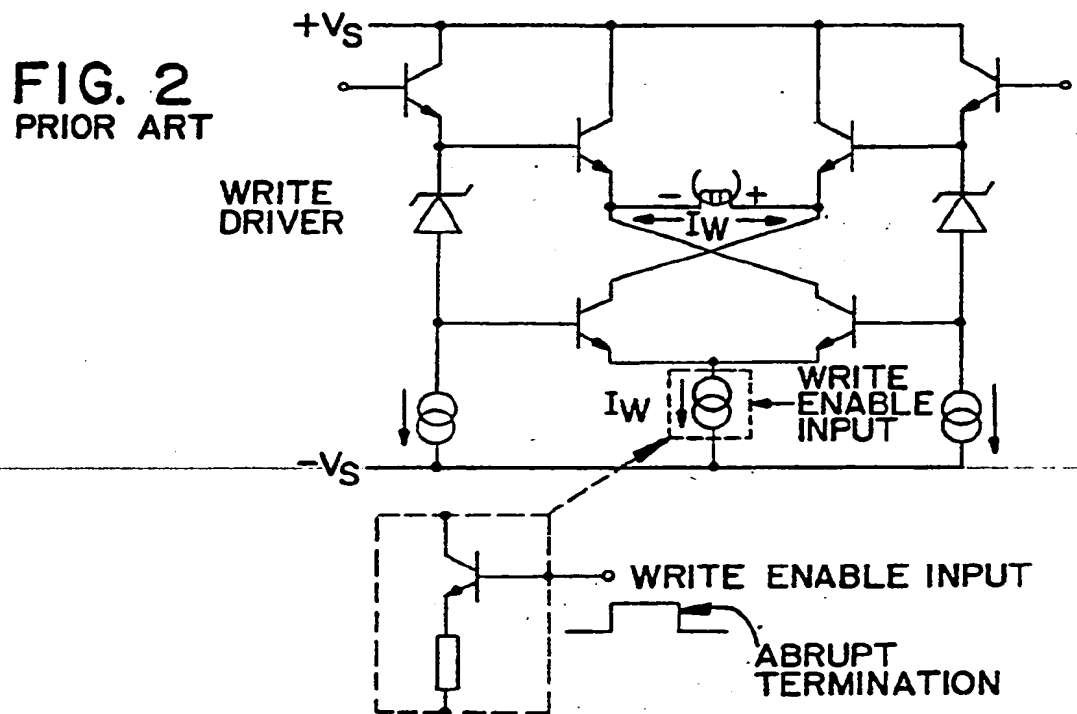 +VS
FIG. 2
PRIOR ART
WRITE
DRIVER
- +
IW
IW
WRITE
ENABLE
INPUT
-VS
WRITE ENABLE INPUT
ABRUPT
TERMINATION